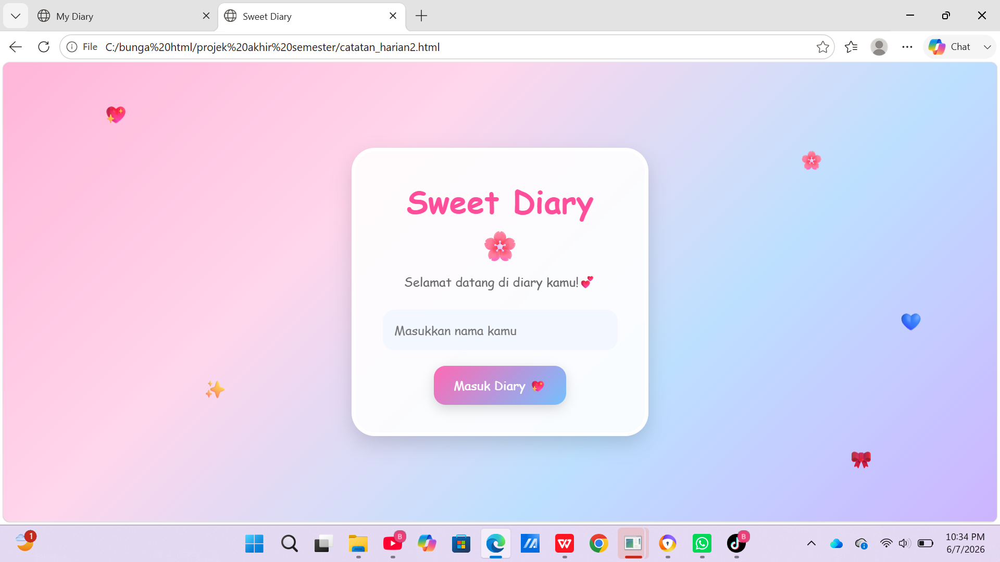 My Diary
Sweet Diary
File C:/bunga%20html/projek%20akhir%20semester/catatan_harian2.html
Chat
Sweet Diary
🌸
Selamat datang di diary kamu!💕
Masukkan nama kamu
Masuk Diary 💖
1
B
B
10:34 PM
6/7/2026